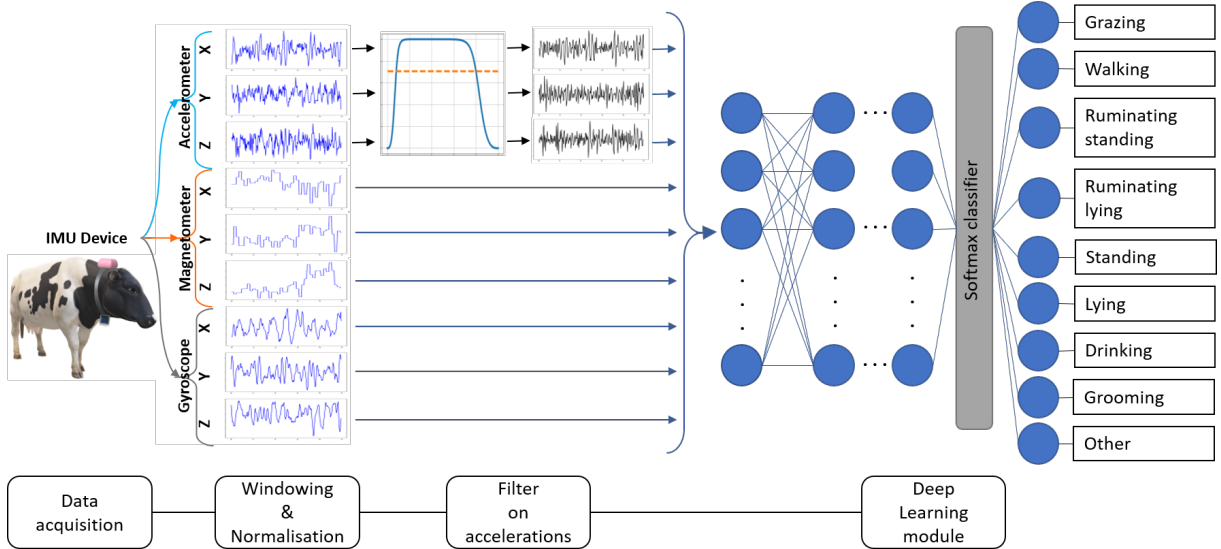 IMU Device
Accelerometer
X
Y
Z
Magnetometer
X
Y
Z
Gyroscope
X
Y
Z
Softmax classifier
Grazing
Walking
Ruminating
standing
Ruminating
lying
Standing
Lying
Drinking
Grooming
Other
Data
acquisition
Windowing
&
Normalisation
Filter
on
accelerations
Deep
Learning
module